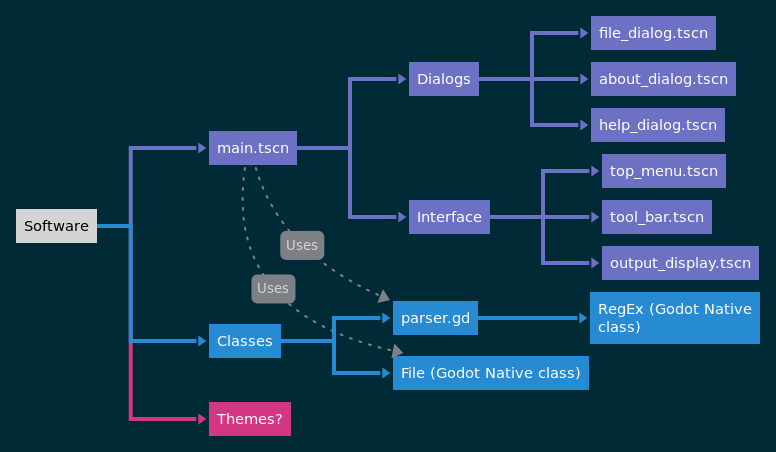 file_dialog.tscn
Dialogs
about_dialog.tscn
help_dialog.tscn
main.tscn
top_menu.tscn
Software
Interface
tool_bar.tscn
Uses
output_display.tscn
Uses
parser.gd
RegEx (Godot Native
class)
Classes
File (Godot Native class)
Themes?